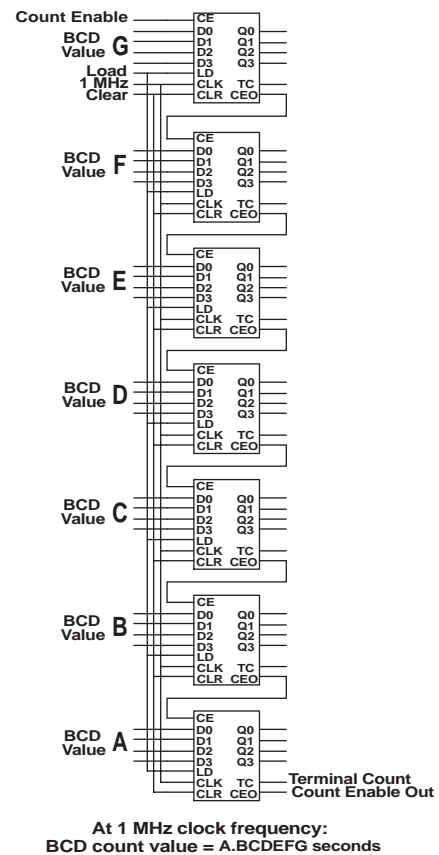 Count Enable CE
D0 Q0
BCD Value G D1 Q1
D2 Q2
D3 Q3
Load LD
1 MHz CLK TC
Clear CLR CEO
CE
D0 Q0
BCD Value F D1 Q1
D2 Q2
D3 Q3
LD
CLK TC
CLR CEO
CE
D0 Q0
BCD Value E D1 Q1
D2 Q2
D3 Q3
LD
CLK TC
CLR CEO
CE
D0 Q0
BCD Value D D1 Q1
D2 Q2
D3 Q3
LD
CLK TC
CLR CEO
CE
D0 Q0
BCD Value C D1 Q1
D2 Q2
D3 Q3
LD
CLK TC
CLR CEO
CE
D0 Q0
BCD Value B D1 Q1
D2 Q2
D3 Q3
LD
CLK TC
CLR CEO
CE
D0 Q0
BCD Value A D1 Q1
D2 Q2
D3 Q3
LD
CLK TC Terminal Count
CLR CEO Count Enable Out
At 1 MHz clock frequency:
BCD count value = A.BCDEFG seconds